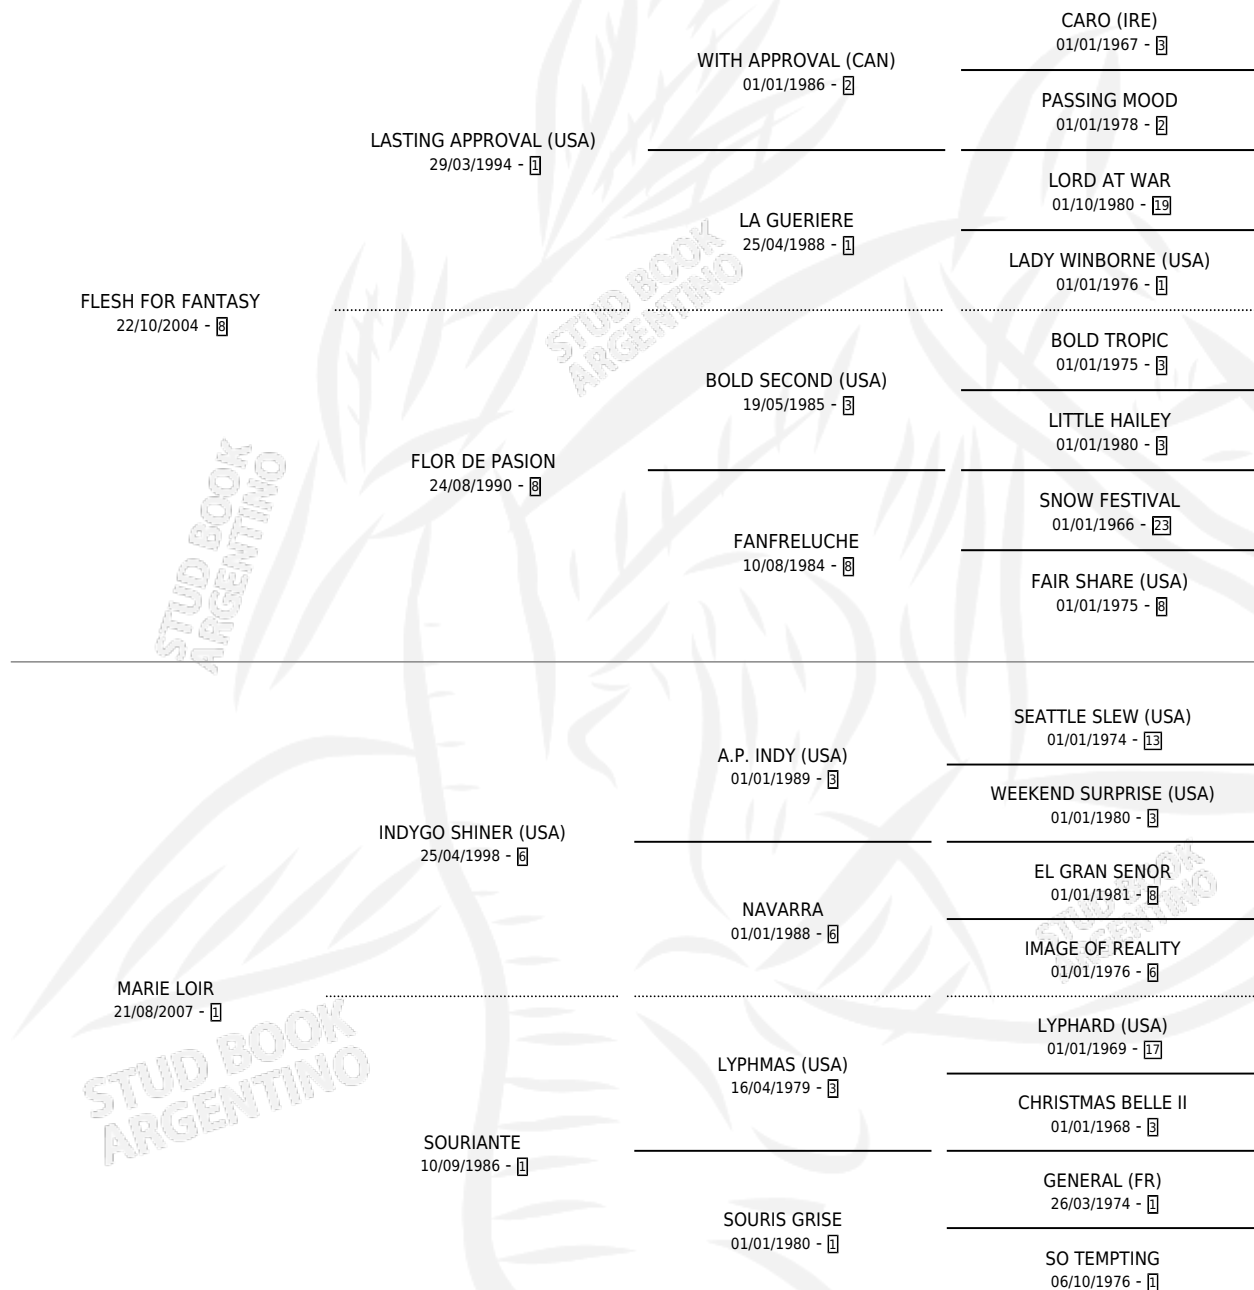 CARO (IRE)
01/01/1967 - 3
WITH APPROVAL (CAN)
01/01/1986 - 2
PASSING MOOD
01/01/1978 - 2
LASTING APPROVAL (USA)
29/03/1994 - 1
LORD AT WAR
01/10/1980 - 19
LA GUERIERE
25/04/1988 - 1
LADY WINBORNE (USA)
01/01/1976 - 1
FLESH FOR FANTASY
22/10/2004 - 8
BOLD TROPIC
01/01/1975 - 3
BOLD SECOND (USA)
19/05/1985 - 3
LITTLE HAILEY
01/01/1980 - 3
FLOR DE PASION
24/08/1990 - 8
SNOW FESTIVAL
01/01/1966 - 23
FANFRELUCHE
10/08/1984 - 8
FAIR SHARE (USA)
01/01/1975 - 8
SEATTLE SLEW (USA)
01/01/1974 - 13
A.P. INDY (USA)
01/01/1989 - 3
WEEKEND SURPRISE (USA)
01/01/1980 - 3
INDYGO SHINER (USA)
25/04/1998 - 6
EL GRAN SENOR
01/01/1981 - 8
NAVARRA
01/01/1988 - 6
IMAGE OF REALITY
01/01/1976 - 6
MARIE LOIR
21/08/2007 - 1
LYPHARD (USA)
01/01/1969 - 17
LYPHMAS (USA)
16/04/1979 - 3
CHRISTMAS BELLE II
01/01/1968 - 3
SOURIANTE
10/09/1986 - 1
GENERAL (FR)
26/03/1974 - 1
SOURIS GRISE
01/01/1980 - 1
SO TEMPTING
06/10/1976 - 1
STUD BOOK
ARGENTINO
STUD BOOK
ARGENTINO
STUD BOOK
ARGENTINO
STUD BOOK
ARGENTINO